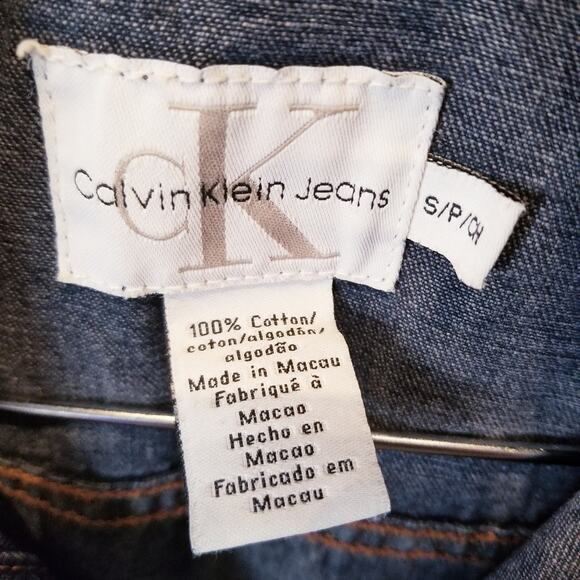 CK
Calvin Klein Jeans
S/P/CH
100% Cotton/
coton/algodón/
algodão
Made in Macau
Fabriqué à
Macao
Hecho en
Macao
Fabricado em
Macau